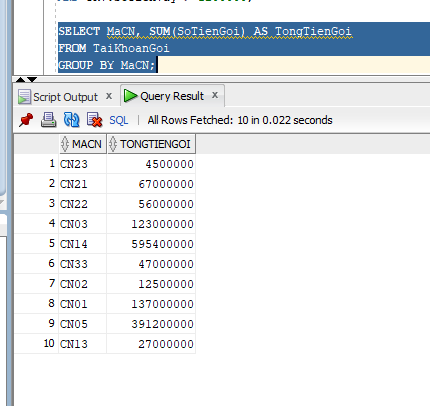 SELECT MaCN, SUM(SoTienGoi) AS TongTienGoi
FROM TaiKhoanGoi
GROUP BY MaCN;
Script Output x Query Result x
SQL | All Rows Fetched: 10 in 0.022 seconds
MACN TONGTIENGOI
1 CN23 4500000
2 CN21 67000000
3 CN22 56000000
4 CN03 123000000
5 CN14 595400000
6 CN33 47000000
7 CN02 12500000
8 CN01 137000000
9 CN05 391200000
10 CN13 27000000